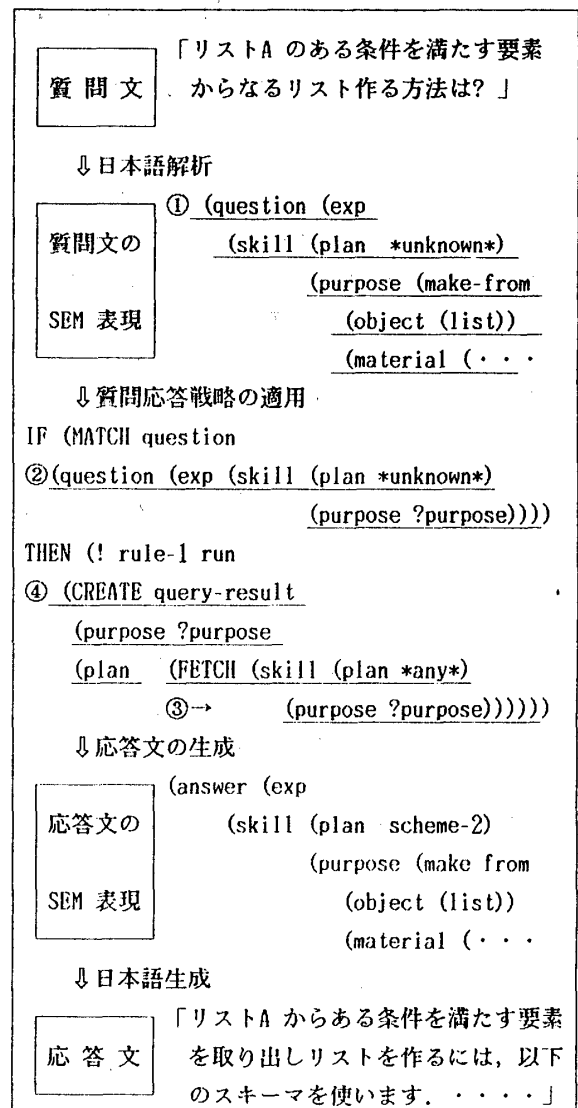 質問文
「リストA のある条件を満たす要素
からなるリスト作る方法は? 」
⇩日本語解析
質問文の
SEM 表現
① (question (exp
(skill (plan *unknown*)
(purpose (make-from
(object (list))
(material (・・・
⇩質問応答戦略の適用
IF (MATCH question
②(question (exp (skill (plan *unknown*)
(purpose ?purpose))))
THEN (! rule-1 run
④ (CREATE query-result
(purpose ?purpose
(plan (FETCH (skill (plan *any*)
③→ (purpose ?purpose))))))
⇩応答文の生成
応答文の
SEM 表現
(answer (exp
(skill (plan scheme-2)
(purpose (make from
(object (list))
(material (・・・
⇩日本語生成
応答文
「リストA からある条件を満たす要素
を取り出しリストを作るには, 以下
のスキーマを使います. ・・・・」